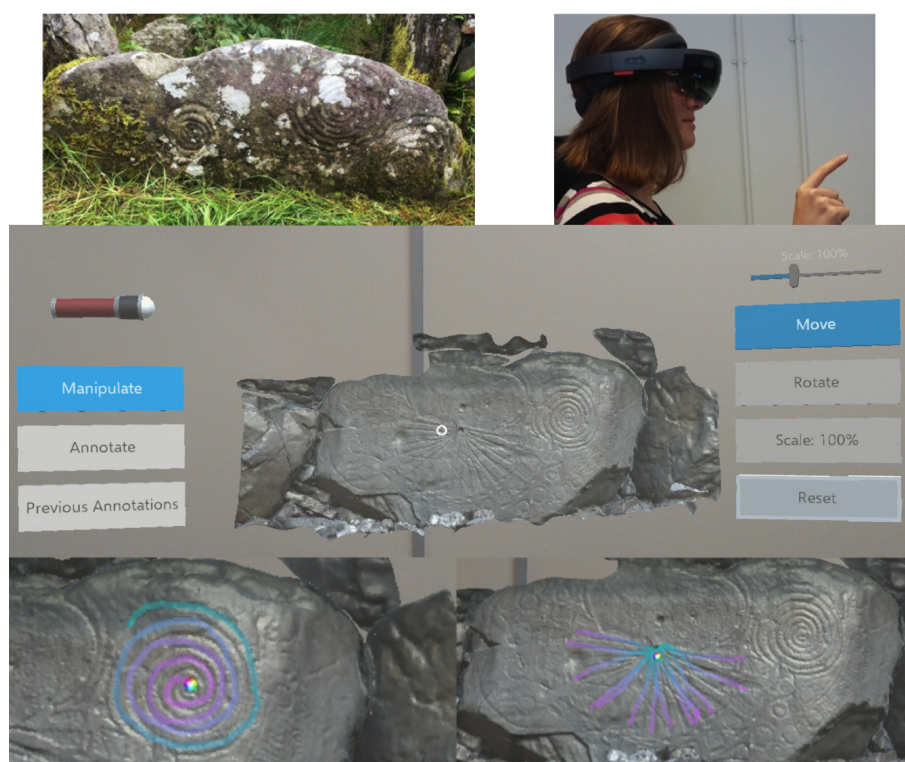 Scale: 100%
Move
Manipulate
Rotate
Annotate
Scale: 100%
Previous Annotations
Reset